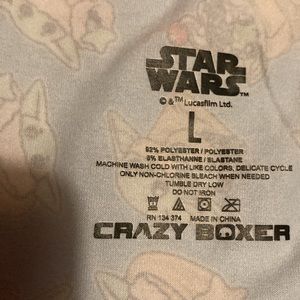 STAR
WARS™
© & ™ Lucasfilm Ltd.
L
92% POLYESTER / POLYESTER
8% ELASTHANNE / ELASTANE
MACHINE WASH COLD WITH LIKE COLORS, DELICATE CYCLE
ONLY NON-CHLORINE BLEACH WHEN NEEDED
TUMBLE DRY LOW
DO NOT IRON
RN 134 374 MADE IN CHINA
CRAZY BOXER